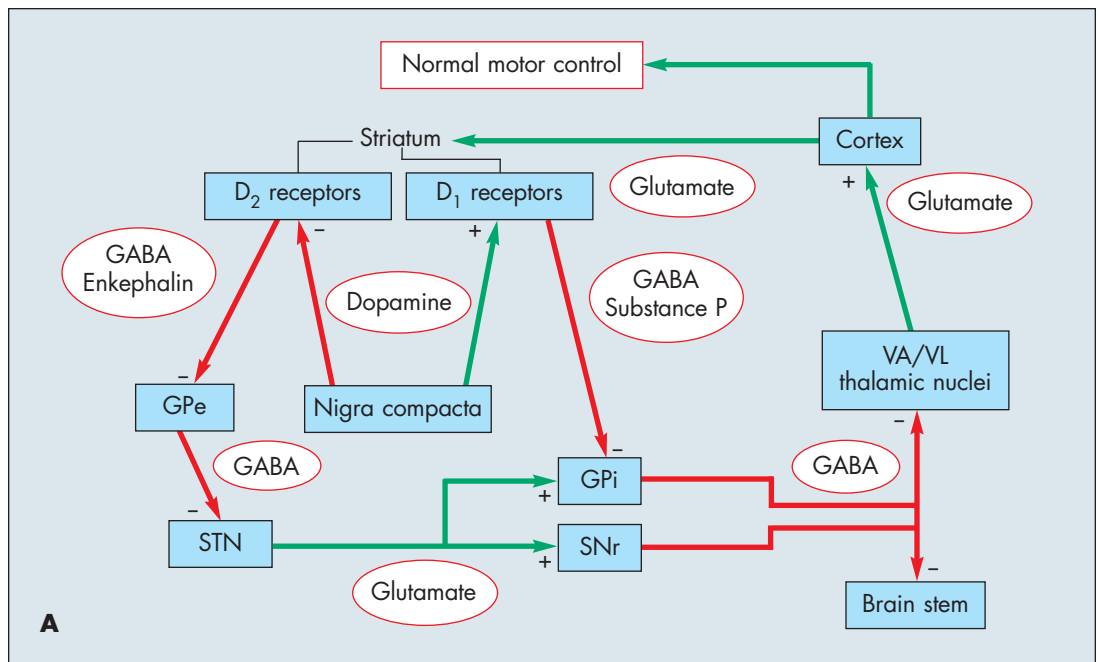 Normal motor control
Striatum
Cortex
D₂ receptors
D₁ receptors
Glutamate
+
Glutamate
–
+
GABA
Enkephalin
Dopamine
GABA
Substance P
VA/VL
thalamic nuclei
–
GPe
Nigra compacta
–
GABA
–
GABA
GPi
+
–
STN
SNr
+
–
Glutamate
Brain stem
A